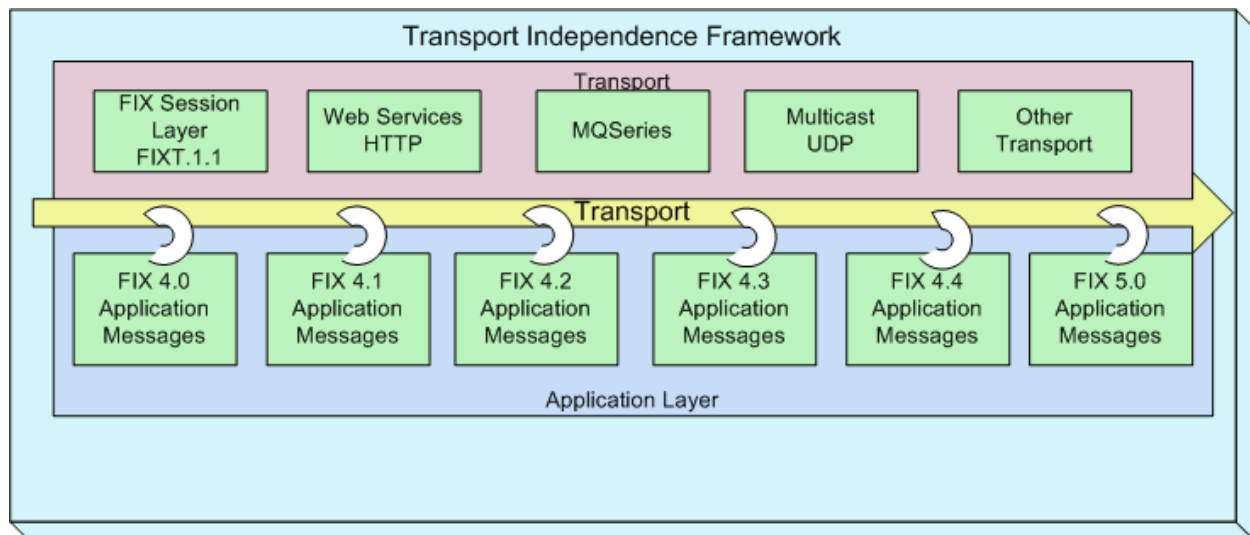 Transport Independence Framework
Transport
FIX Session
Layer
FIXT.1.1
Web Services
HTTP
MQSeries
Multicast
UDP
Other
Transport
Transport
FIX 4.0
Application
Messages
FIX 4.1
Application
Messages
FIX 4.2
Application
Messages
FIX 4.3
Application
Messages
FIX 4.4
Application
Messages
FIX 5.0
Application
Messages
Application Layer